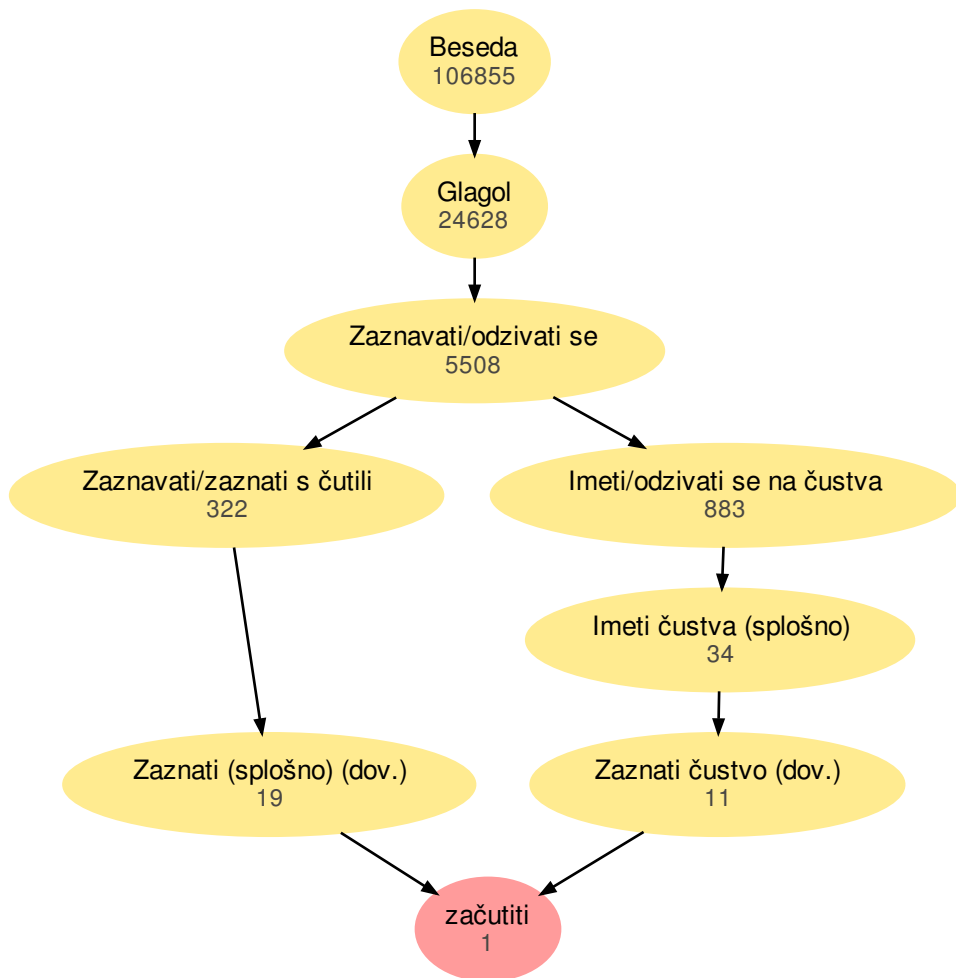 Beseda
106855
Glagol
24628
Zaznavati/odzivati se
5508
Zaznavati/zaznati s čutili
322
Imeti/odzivati se na čustva
883
Imeti čustva (splošno)
34
Zaznati (splošno) (dov.)
19
Zaznati čustvo (dov.)
11
začutiti
1